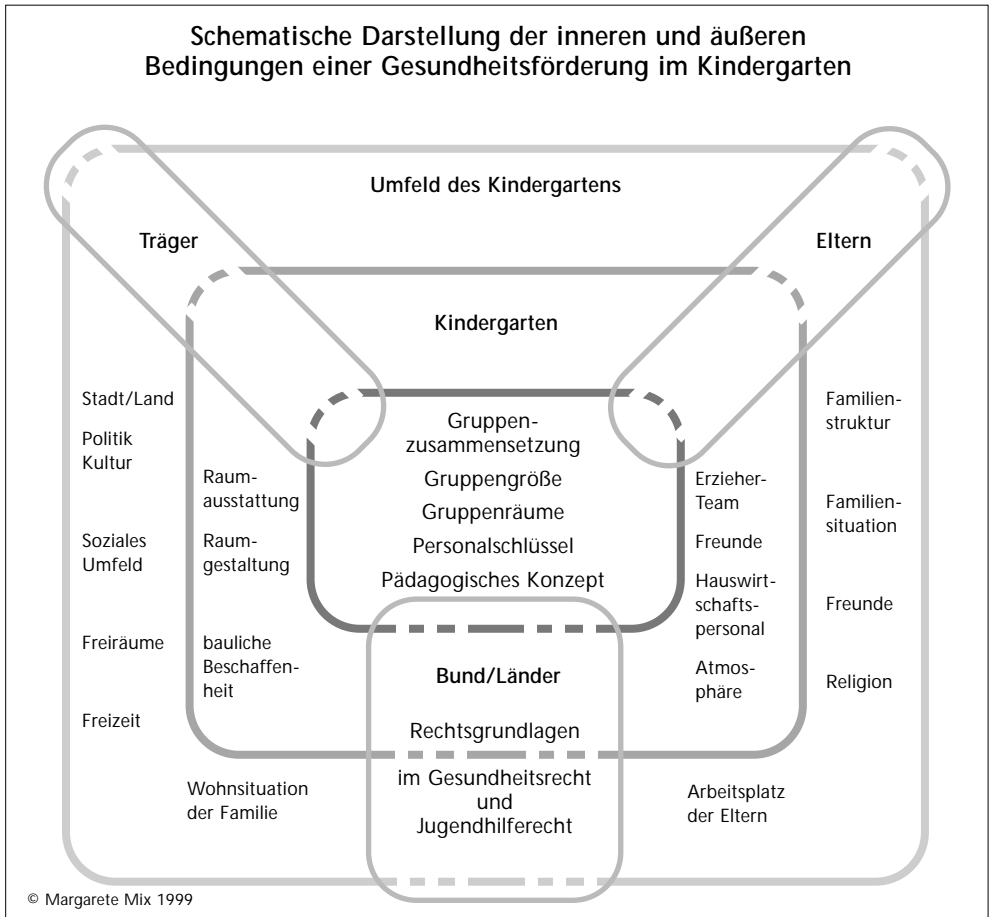 Schematische Darstellung der inneren und äußeren
Bedingungen einer Gesundheitsförderung im Kindergarten
Umfeld des Kindergartens
Träger
Eltern
Kindergarten
Stadt/Land
Politik
Kultur
Soziales
Umfeld
Freiräume
Freizeit
Raum-
ausstattung
Raum-
gestaltung
bauliche
Beschaffen-
heit
Gruppen-
zusammensetzung
Gruppengröße
Gruppenräume
Personalschlüssel
Pädagogisches Konzept
Erzieher-
Team
Freunde
Hauswirt-
schafts-
personal
Atmos-
phäre
Familien-
struktur
Familien-
situation
Freunde
Religion
Bund/Länder
Rechtsgrundlagen
im Gesundheitsrecht
und
Jugendhilferecht
Wohnsituation
der Familie
Arbeitsplatz
der Eltern
© Margarete Mix 1999